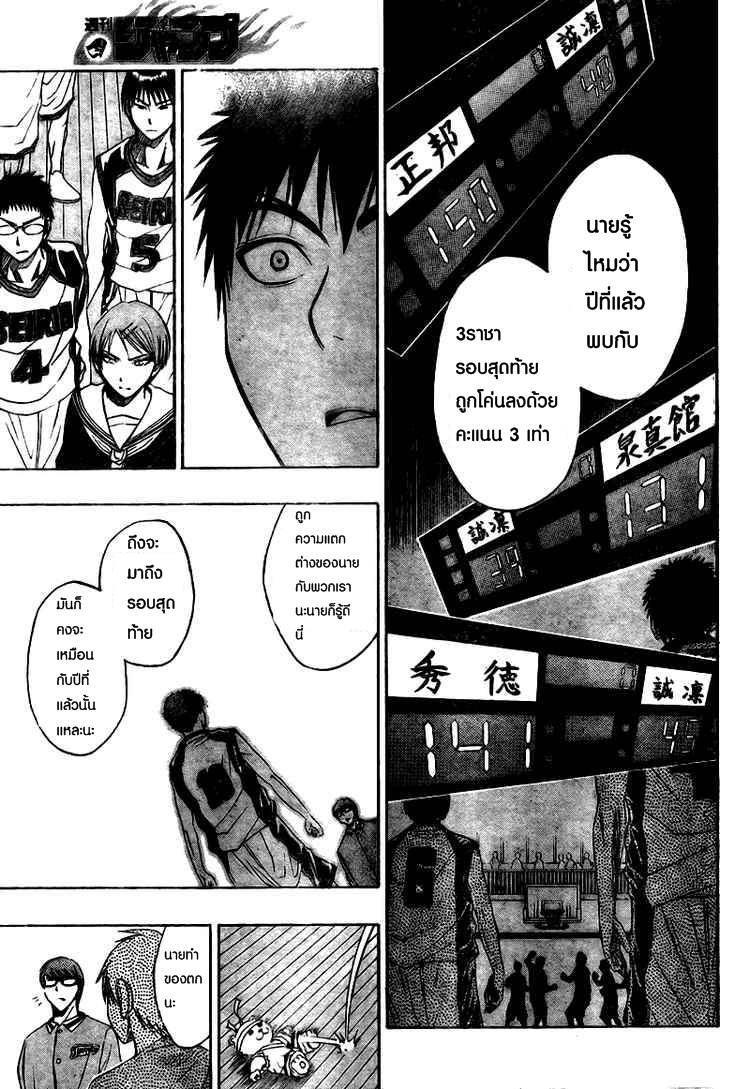 週刊
ジャンプ
誠凛
40
正邦
150
นายรู้
ไหมว่า
ปีที่แล้ว
พบกับ
3ราชา
รอบสุดท้าย
ถูกโค่นลงด้วย
คะแนน 3 เท่า
泉真館
131
誠凛
39
秀徳
141
誠凛
45
6
5
SEIRIN
4
ถูก
ความแตก
ต่างของนาย
กับพวกเรา
นะนายก็รู้ดี
นี่
ถึงจะ
มาถึง
รอบสุด
ท้าย
มันก็
คงจะ
เหมือน
กับปีที่
แล้วนั้น
แหละนะ
นายทำ
ของตก
นะ